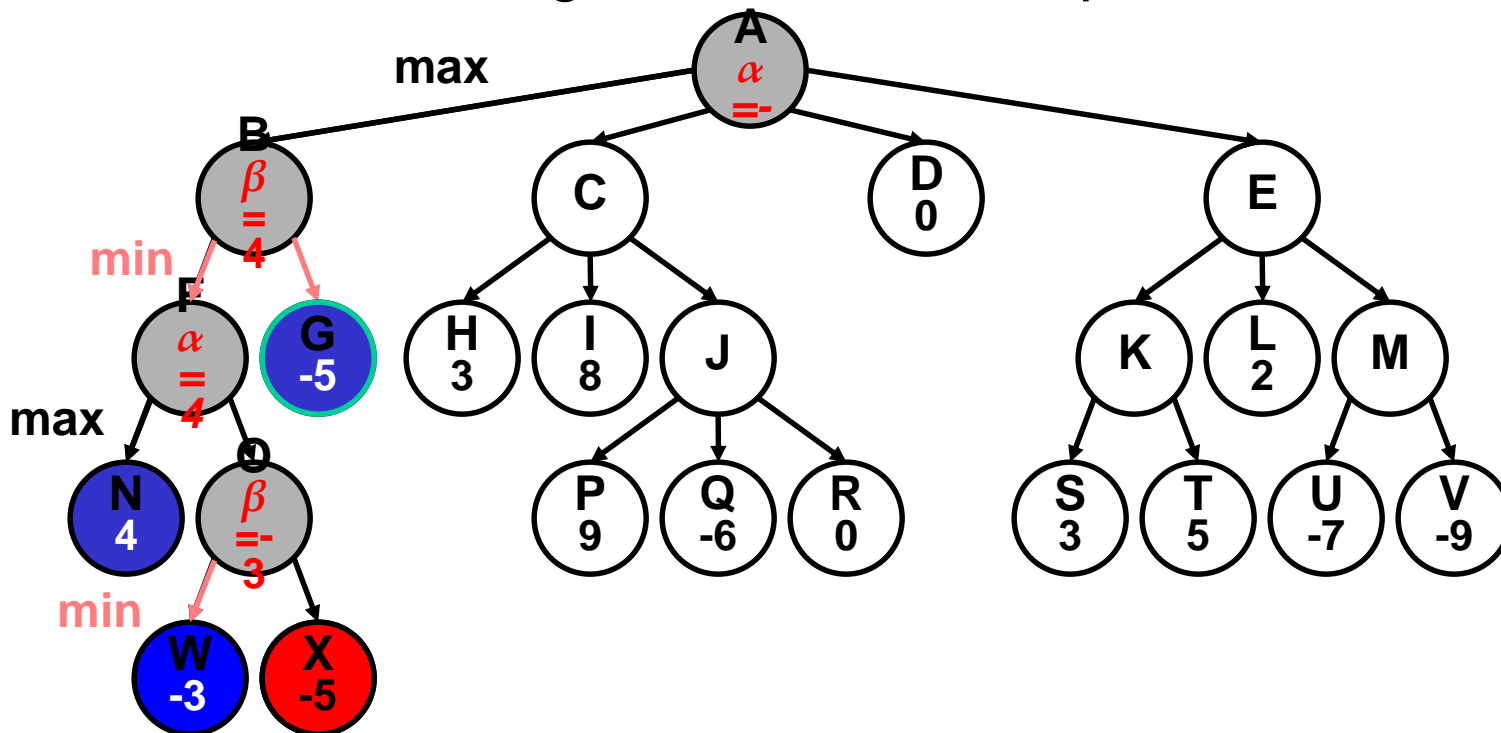 A
α
=-
max
B
β
=
4
C
D
0
E
min
F
α
=
4
G
-5
H
3
I
8
J
K
L
2
M
max
N
4
O
β
=-
3
P
9
Q
-6
R
0
S
3
T
5
U
-7
V
-9
min
W
-3
X
-5